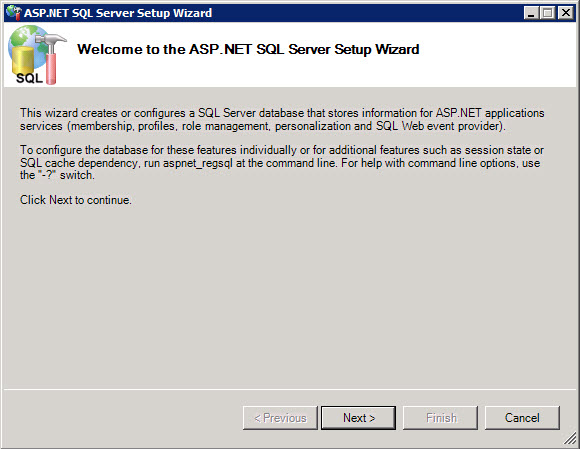 ASP.NET SQL Server Setup Wizard
Welcome to the ASP.NET SQL Server Setup Wizard
SQL
This wizard creates or configures a SQL Server database that stores information for ASP.NET applications
services (membership, profiles, role management, personalization and SQL Web event provider).
To configure the database for these features individually or for additional features such as session state or
SQL cache dependency, run aspnet_regsql at the command line. For help with command line options, use
the "-?" switch.
Click Next to continue.
< Previous
Next >
Finish
Cancel